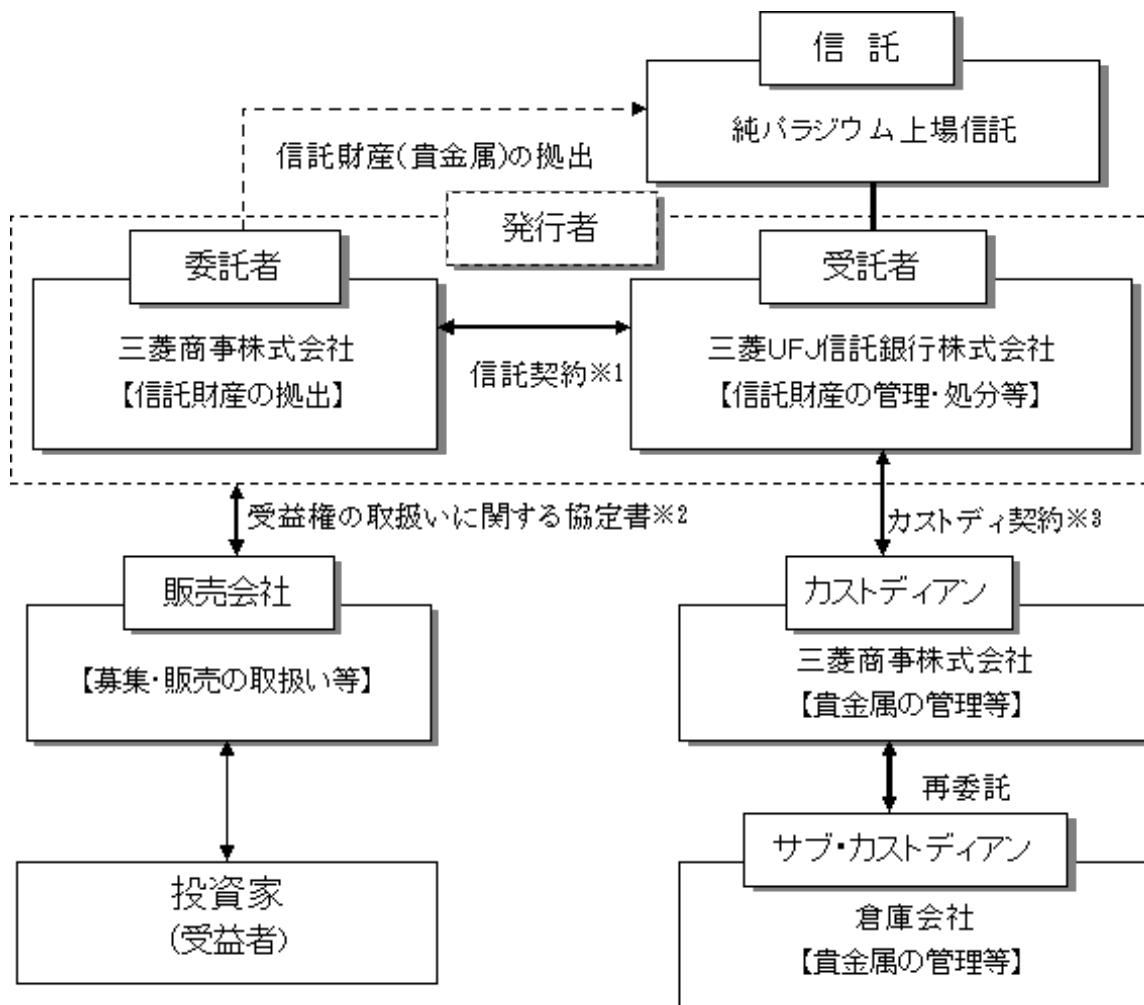 信 託
純パラジウム上場信託
信託財産(貴金属)の拠出
発行者
委託者
三菱商事株式会社
【信託財産の拠出】
信託契約※1
受託者
三菱UFJ信託銀行株式会社
【信託財産の管理・処分等】
受益権の取扱いに関する協定書※2
カストディ契約※3
販売会社
【募集・販売の取扱い等】
カストディアン
三菱商事株式会社
【貴金属の管理等】
再委託
投資家
(受益者)
サブ・カストディアン
倉庫会社
【貴金属の管理等】